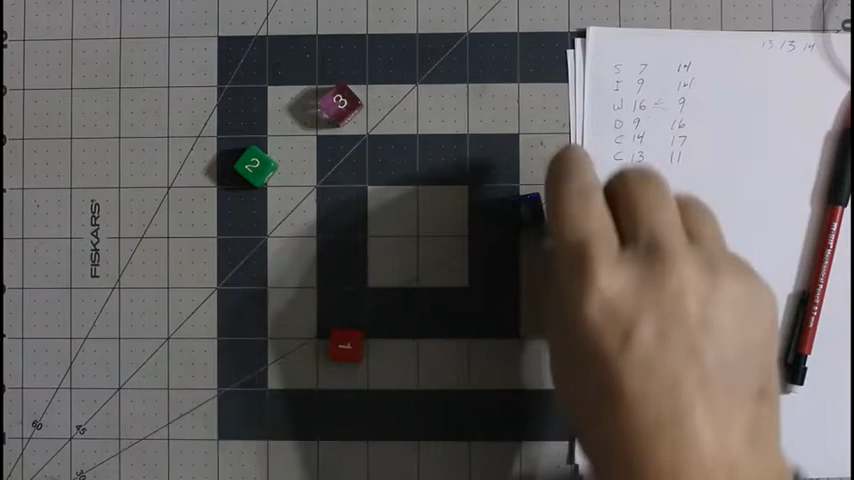 13 13 14
S 7 14
I 9 14
W 16 ≤ 9
D 9 16
C 14 17
C 13 11
3
2
1
FISKARS
60
45
30